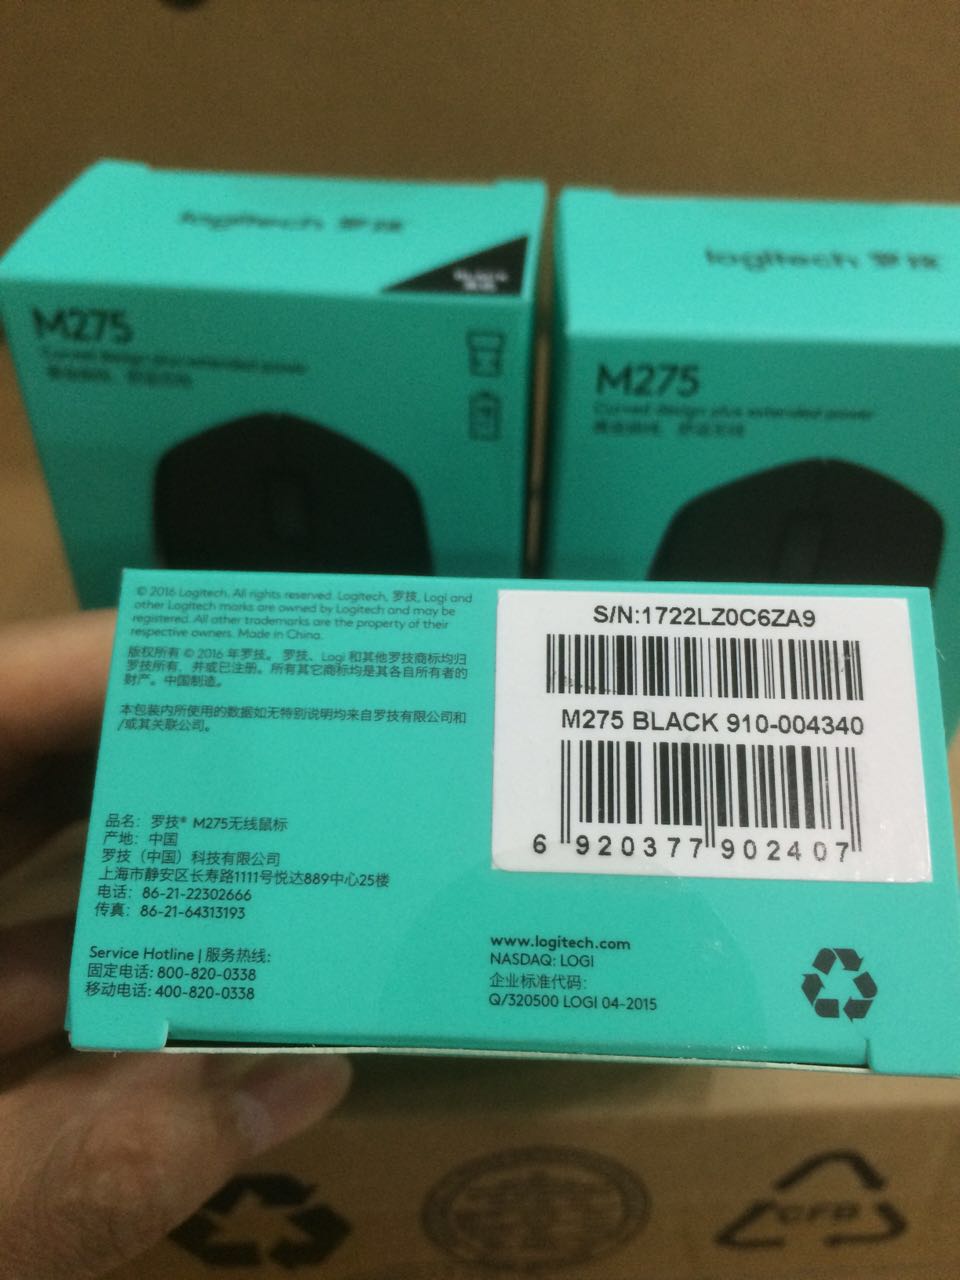 logitech 罗技
M275
Curved design plus extended power
logitech 罗技
M275
Curved design plus extended power
© 2016 Logitech. All rights reserved. Logitech, 罗技, Logi and
other Logitech marks are owned by Logitech and may be
registered. All other trademarks are the property of their
respective owners. Made in China.
版权所有 © 2016 年罗技。 罗技、Logi 和其他罗技商标均归
罗技所有，并或已注册。所有其它商标均是其各自所有者的
财产。中国制造。
本包装内所使用的数据如无特别说明均来自罗技有限公司和
/或其关联公司。
品名：罗技® M275无线鼠标
产地：中国
罗技（中国）科技有限公司
上海市静安区长寿路1111号悦达889中心25楼
电话：86-21-22302666
传真：86-21-64313193
Service Hotline | 服务热线:
固定电话: 800-820-0338
移动电话: 400-820-0338
S/N:1722LZ0C6ZA9
M275 BLACK 910-004340
6 920377 902407
www.logitech.com
NASDAQ: LOGI
企业标准代码:
Q/320500 LOGI 04-2015